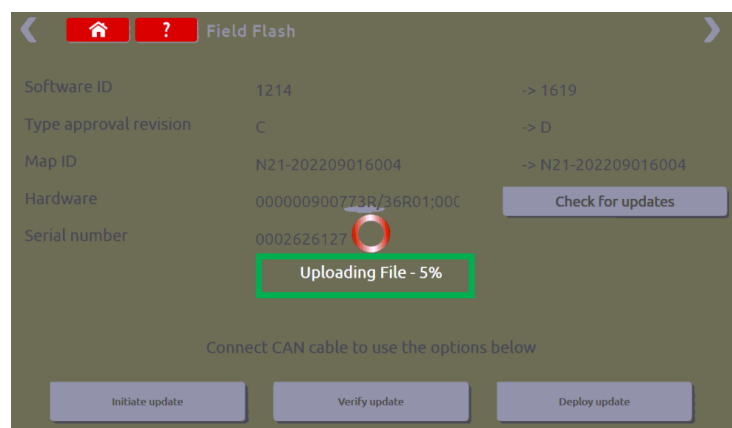 ? Field Flash
Software ID 1214 -> 1619
Type approval revision C -> D
Map ID N21-202209016004 -> N21-202209016004
Hardware 000000900773R/36R01;000 Check for updates
Serial number 0002626127
Uploading File - 5%
Connect CAN cable to use the options below
Initiate update Verify update Deploy update